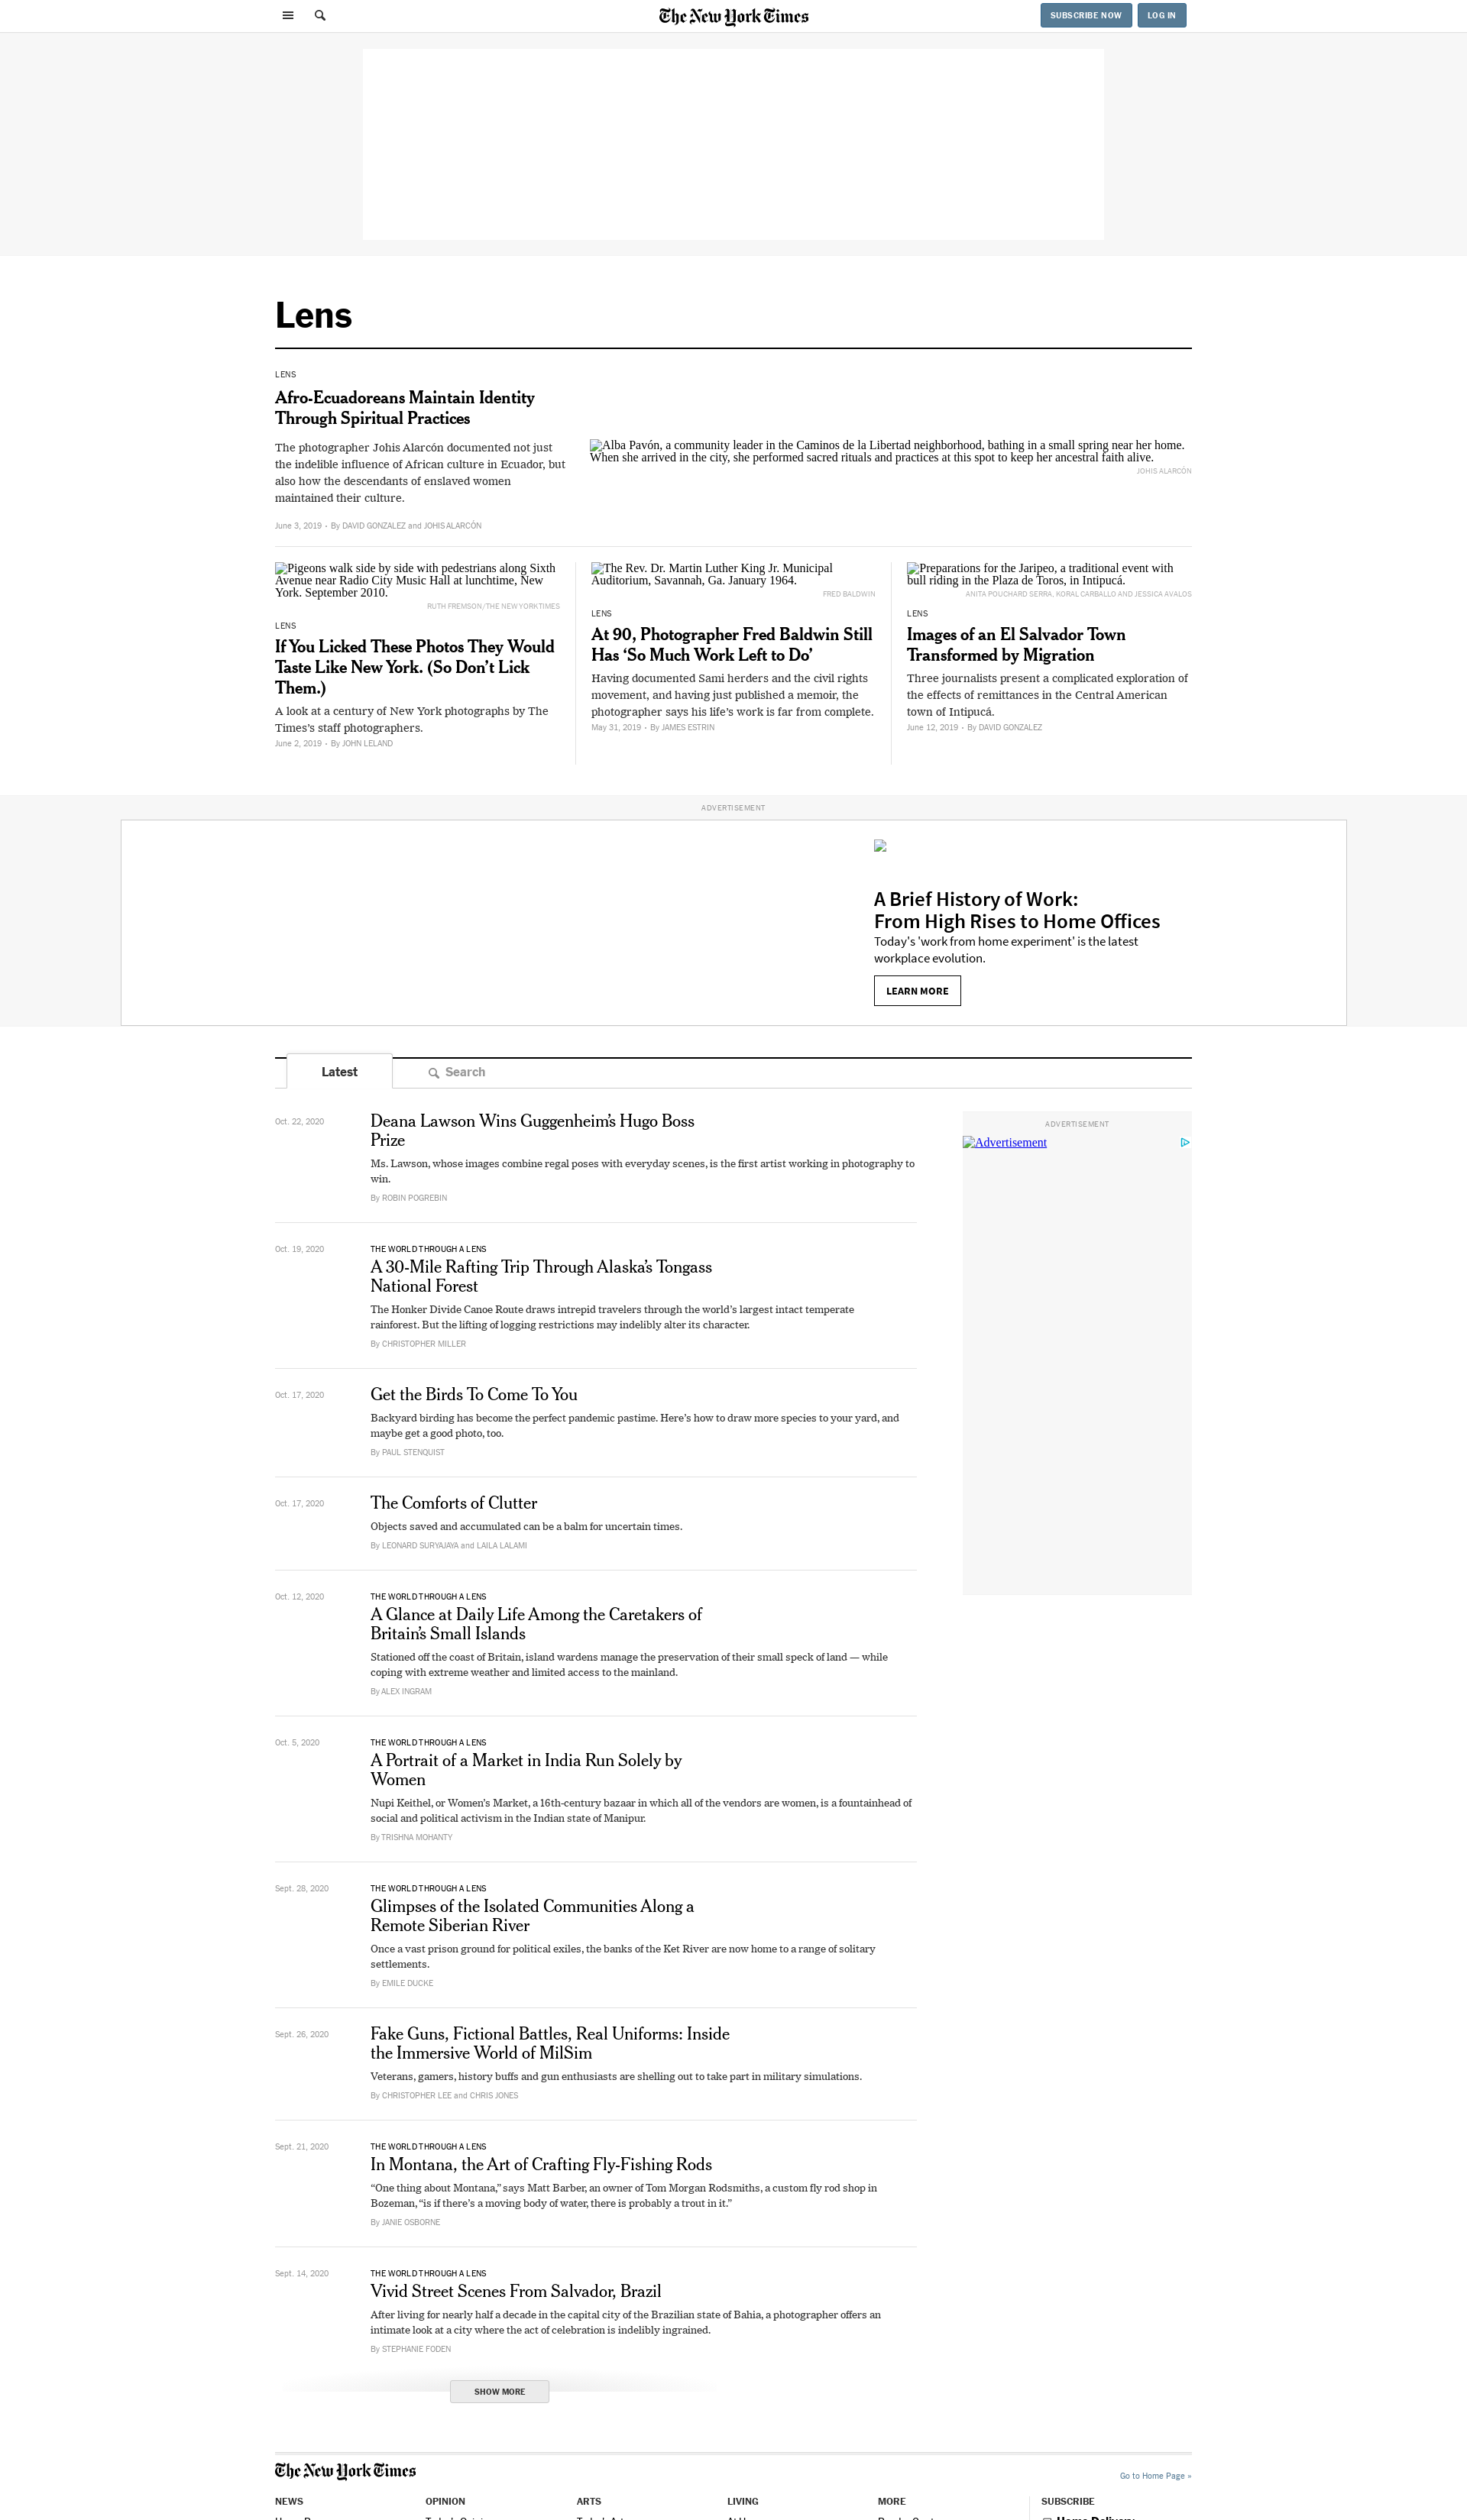 The New York Times
SUBSCRIBE NOW
LOG IN
Lens
LENS
Afro-Ecuadoreans Maintain Identity
Through Spiritual Practices
The photographer Johis Alarcón documented not just
the indelible influence of African culture in Ecuador, but
also how the descendants of enslaved women
maintained their culture.
June 3, 2019 • By DAVID GONZALEZ and JOHIS ALARCÓN
Alba Pavón, a community leader in the Caminos de la Libertad neighborhood, bathing in a small spring near her home.
When she arrived in the city, she performed sacred rituals and practices at this spot to keep her ancestral faith alive.
JOHIS ALARCÓN
Pigeons walk side by side with pedestrians along Sixth
Avenue near Radio City Music Hall at lunchtime, New
York. September 2010.
RUTH FREMSON/THE NEW YORK TIMES
LENS
If You Licked These Photos They Would
Taste Like New York. (So Don’t Lick
Them.)
A look at a century of New York photographs by The
Times’s staff photographers.
June 2, 2019 • By JOHN LELAND
The Rev. Dr. Martin Luther King Jr. Municipal
Auditorium, Savannah, Ga. January 1964.
FRED BALDWIN
LENS
At 90, Photographer Fred Baldwin Still
Has ‘So Much Work Left to Do’
Having documented Sami herders and the civil rights
movement, and having just published a memoir, the
photographer says his life’s work is far from complete.
May 31, 2019 • By JAMES ESTRIN
Preparations for the Jaripeo, a traditional event with
bull riding in the Plaza de Toros, in Intipucá.
ANITA POUCHARD SERRA, KORAL CARBALLO AND JESSICA AVALOS
LENS
Images of an El Salvador Town
Transformed by Migration
Three journalists present a complicated exploration of
the effects of remittances in the Central American
town of Intipucá.
June 12, 2019 • By DAVID GONZALEZ
ADVERTISEMENT
A Brief History of Work:
From High Rises to Home Offices
Today's 'work from home experiment' is the latest
workplace evolution.
LEARN MORE
Latest
Search
Oct. 22, 2020
Deana Lawson Wins Guggenheim’s Hugo Boss
Prize
Ms. Lawson, whose images combine regal poses with everyday scenes, is the first artist working in photography to
win.
By ROBIN POGREBIN
ADVERTISEMENT
Advertisement
Oct. 19, 2020
THE WORLD THROUGH A LENS
A 30-Mile Rafting Trip Through Alaska’s Tongass
National Forest
The Honker Divide Canoe Route draws intrepid travelers through the world’s largest intact temperate
rainforest. But the lifting of logging restrictions may indelibly alter its character.
By CHRISTOPHER MILLER
Oct. 17, 2020
Get the Birds To Come To You
Backyard birding has become the perfect pandemic pastime. Here’s how to draw more species to your yard, and
maybe get a good photo, too.
By PAUL STENQUIST
Oct. 17, 2020
The Comforts of Clutter
Objects saved and accumulated can be a balm for uncertain times.
By LEONARD SURYAJAYA and LAILA LALAMI
Oct. 12, 2020
THE WORLD THROUGH A LENS
A Glance at Daily Life Among the Caretakers of
Britain’s Small Islands
Stationed off the coast of Britain, island wardens manage the preservation of their small speck of land — while
coping with extreme weather and limited access to the mainland.
By ALEX INGRAM
Oct. 5, 2020
THE WORLD THROUGH A LENS
A Portrait of a Market in India Run Solely by
Women
Nupi Keithel, or Women’s Market, a 16th-century bazaar in which all of the vendors are women, is a fountainhead of
social and political activism in the Indian state of Manipur.
By TRISHNA MOHANTY
Sept. 28, 2020
THE WORLD THROUGH A LENS
Glimpses of the Isolated Communities Along a
Remote Siberian River
Once a vast prison ground for political exiles, the banks of the Ket River are now home to a range of solitary
settlements.
By EMILE DUCKE
Sept. 26, 2020
Fake Guns, Fictional Battles, Real Uniforms: Inside
the Immersive World of MilSim
Veterans, gamers, history buffs and gun enthusiasts are shelling out to take part in military simulations.
By CHRISTOPHER LEE and CHRIS JONES
Sept. 21, 2020
THE WORLD THROUGH A LENS
In Montana, the Art of Crafting Fly-Fishing Rods
“One thing about Montana,” says Matt Barber, an owner of Tom Morgan Rodsmiths, a custom fly rod shop in
Bozeman, “is if there’s a moving body of water, there is probably a trout in it.”
By JANIE OSBORNE
Sept. 14, 2020
THE WORLD THROUGH A LENS
Vivid Street Scenes From Salvador, Brazil
After living for nearly half a decade in the capital city of the Brazilian state of Bahia, a photographer offers an
intimate look at a city where the act of celebration is indelibly ingrained.
By STEPHANIE FODEN
SHOW MORE
The New York Times
Go to Home Page »
NEWS
OPINION
ARTS
LIVING
MORE
SUBSCRIBE